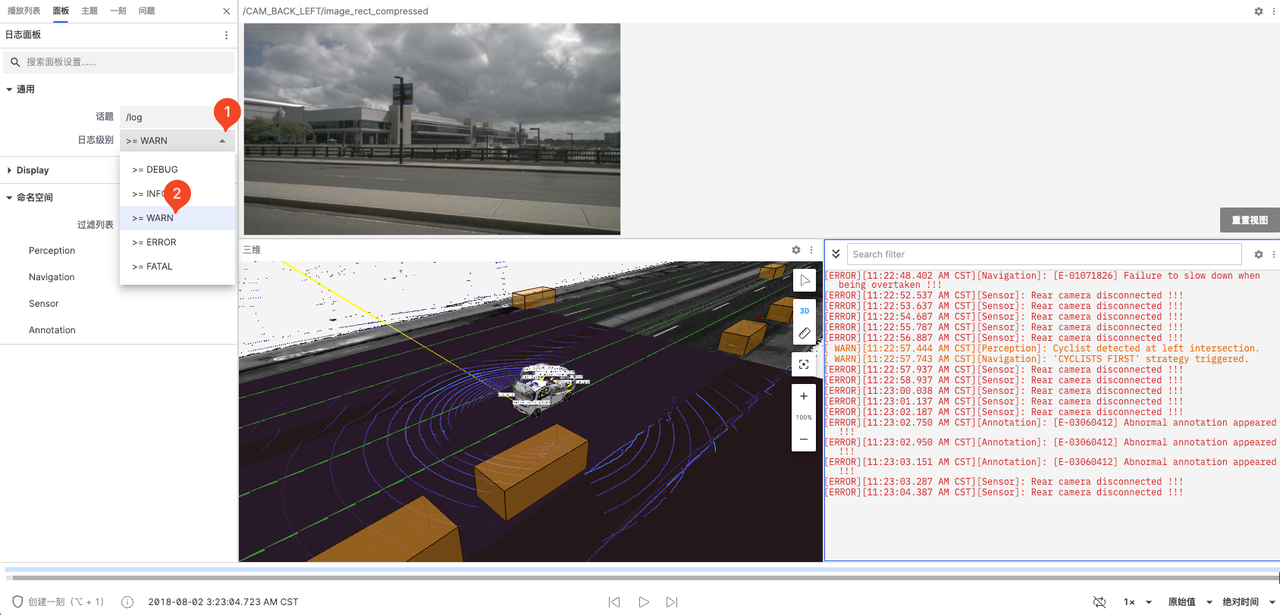 播放列表 面板 主题 一刻 问题
日志面板
搜索面板设置......
通用
话题 /log
1
日志级别 >= WARN
>= DEBUG
>= INFO
2
>= WARN
>= ERROR
>= FATAL
Display
命名空间
过滤列表
Perception
Navigation
Sensor
Annotation
/CAM_BACK_LEFT/image_rect_compressed
重置视图
三维
3D
100%
Search filter
[ERROR][11:22:48.402 AM CST][Navigation]: [E-01071826] Failure to slow down when
being overtaken !!!
[ERROR][11:22:52.537 AM CST][Sensor]: Rear camera disconnected !!!
[ERROR][11:22:53.637 AM CST][Sensor]: Rear camera disconnected !!!
[ERROR][11:22:54.687 AM CST][Sensor]: Rear camera disconnected !!!
[ERROR][11:22:55.787 AM CST][Sensor]: Rear camera disconnected !!!
[ERROR][11:22:56.887 AM CST][Sensor]: Rear camera disconnected !!!
[ WARN][11:22:57.444 AM CST][Perception]: Cyclist detected at left intersection.
[ WARN][11:22:57.743 AM CST][Navigation]: 'CYCLISTS FIRST' strategy triggered.
[ERROR][11:22:57.937 AM CST][Sensor]: Rear camera disconnected !!!
[ERROR][11:22:58.937 AM CST][Sensor]: Rear camera disconnected !!!
[ERROR][11:23:00.038 AM CST][Sensor]: Rear camera disconnected !!!
[ERROR][11:23:01.137 AM CST][Sensor]: Rear camera disconnected !!!
[ERROR][11:23:02.187 AM CST][Sensor]: Rear camera disconnected !!!
[ERROR][11:23:02.750 AM CST][Annotation]: [E-03060412] Abnormal annotation appeared
!!!
[ERROR][11:23:02.950 AM CST][Annotation]: [E-03060412] Abnormal annotation appeared
!!!
[ERROR][11:23:03.151 AM CST][Annotation]: [E-03060412] Abnormal annotation appeared
!!!
[ERROR][11:23:03.287 AM CST][Sensor]: Rear camera disconnected !!!
[ERROR][11:23:04.387 AM CST][Sensor]: Rear camera disconnected !!!
创建一刻 (⌥ + 1) 2018-08-02 3:23:04.723 AM CST 1× 原始值 绝对时间